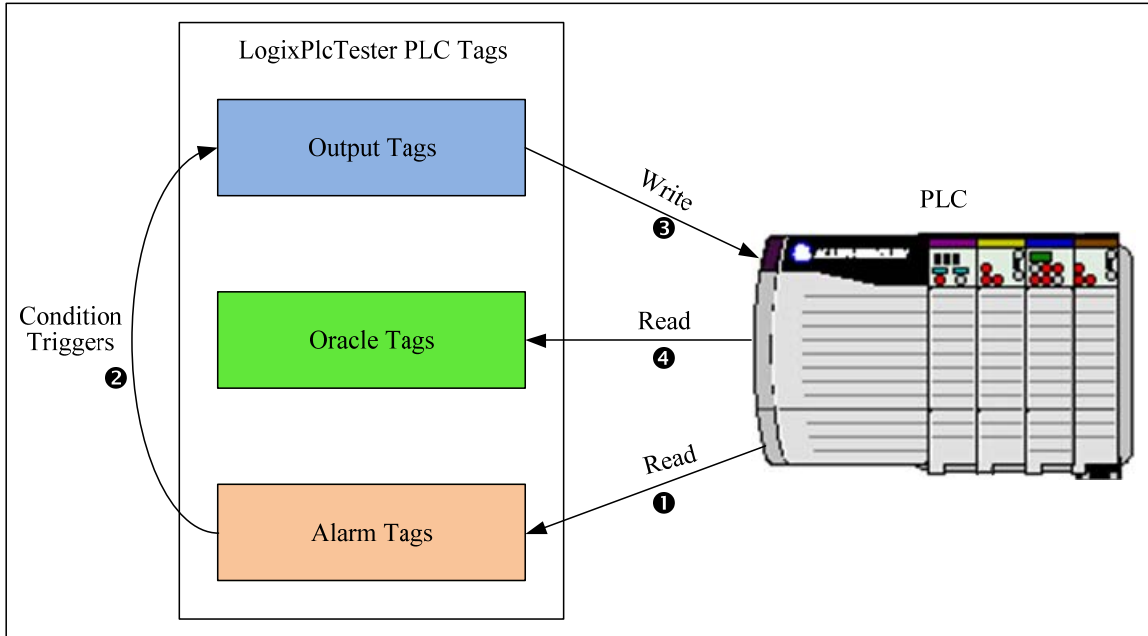 LogixPlcTester PLC Tags
Output Tags
Write
❸
PLC
Condition
Triggers
❷
Oracle Tags
Read
❹
Read
❶
Alarm Tags